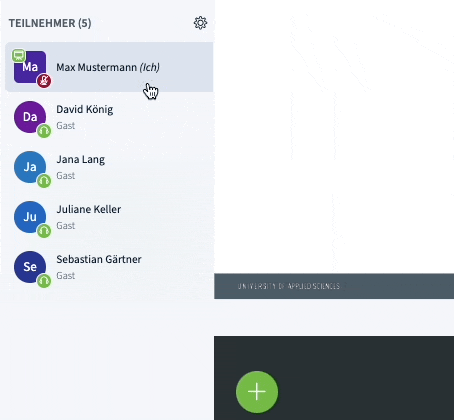 TEILNEHMER (5)
Ma
Max Mustermann (Ich)
Da
David König
Gast
Ja
Jana Lang
Gast
Ju
Juliane Keller
Gast
Se
Sebastian Gärtner
Gast
UNIVERSITY OF APPLIED SCIENCES